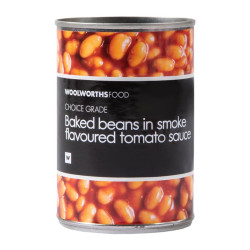 WOOLWORTHSFOOD
CHOICE GRADE
Baked beans in smoke
flavoured tomato sauce
W